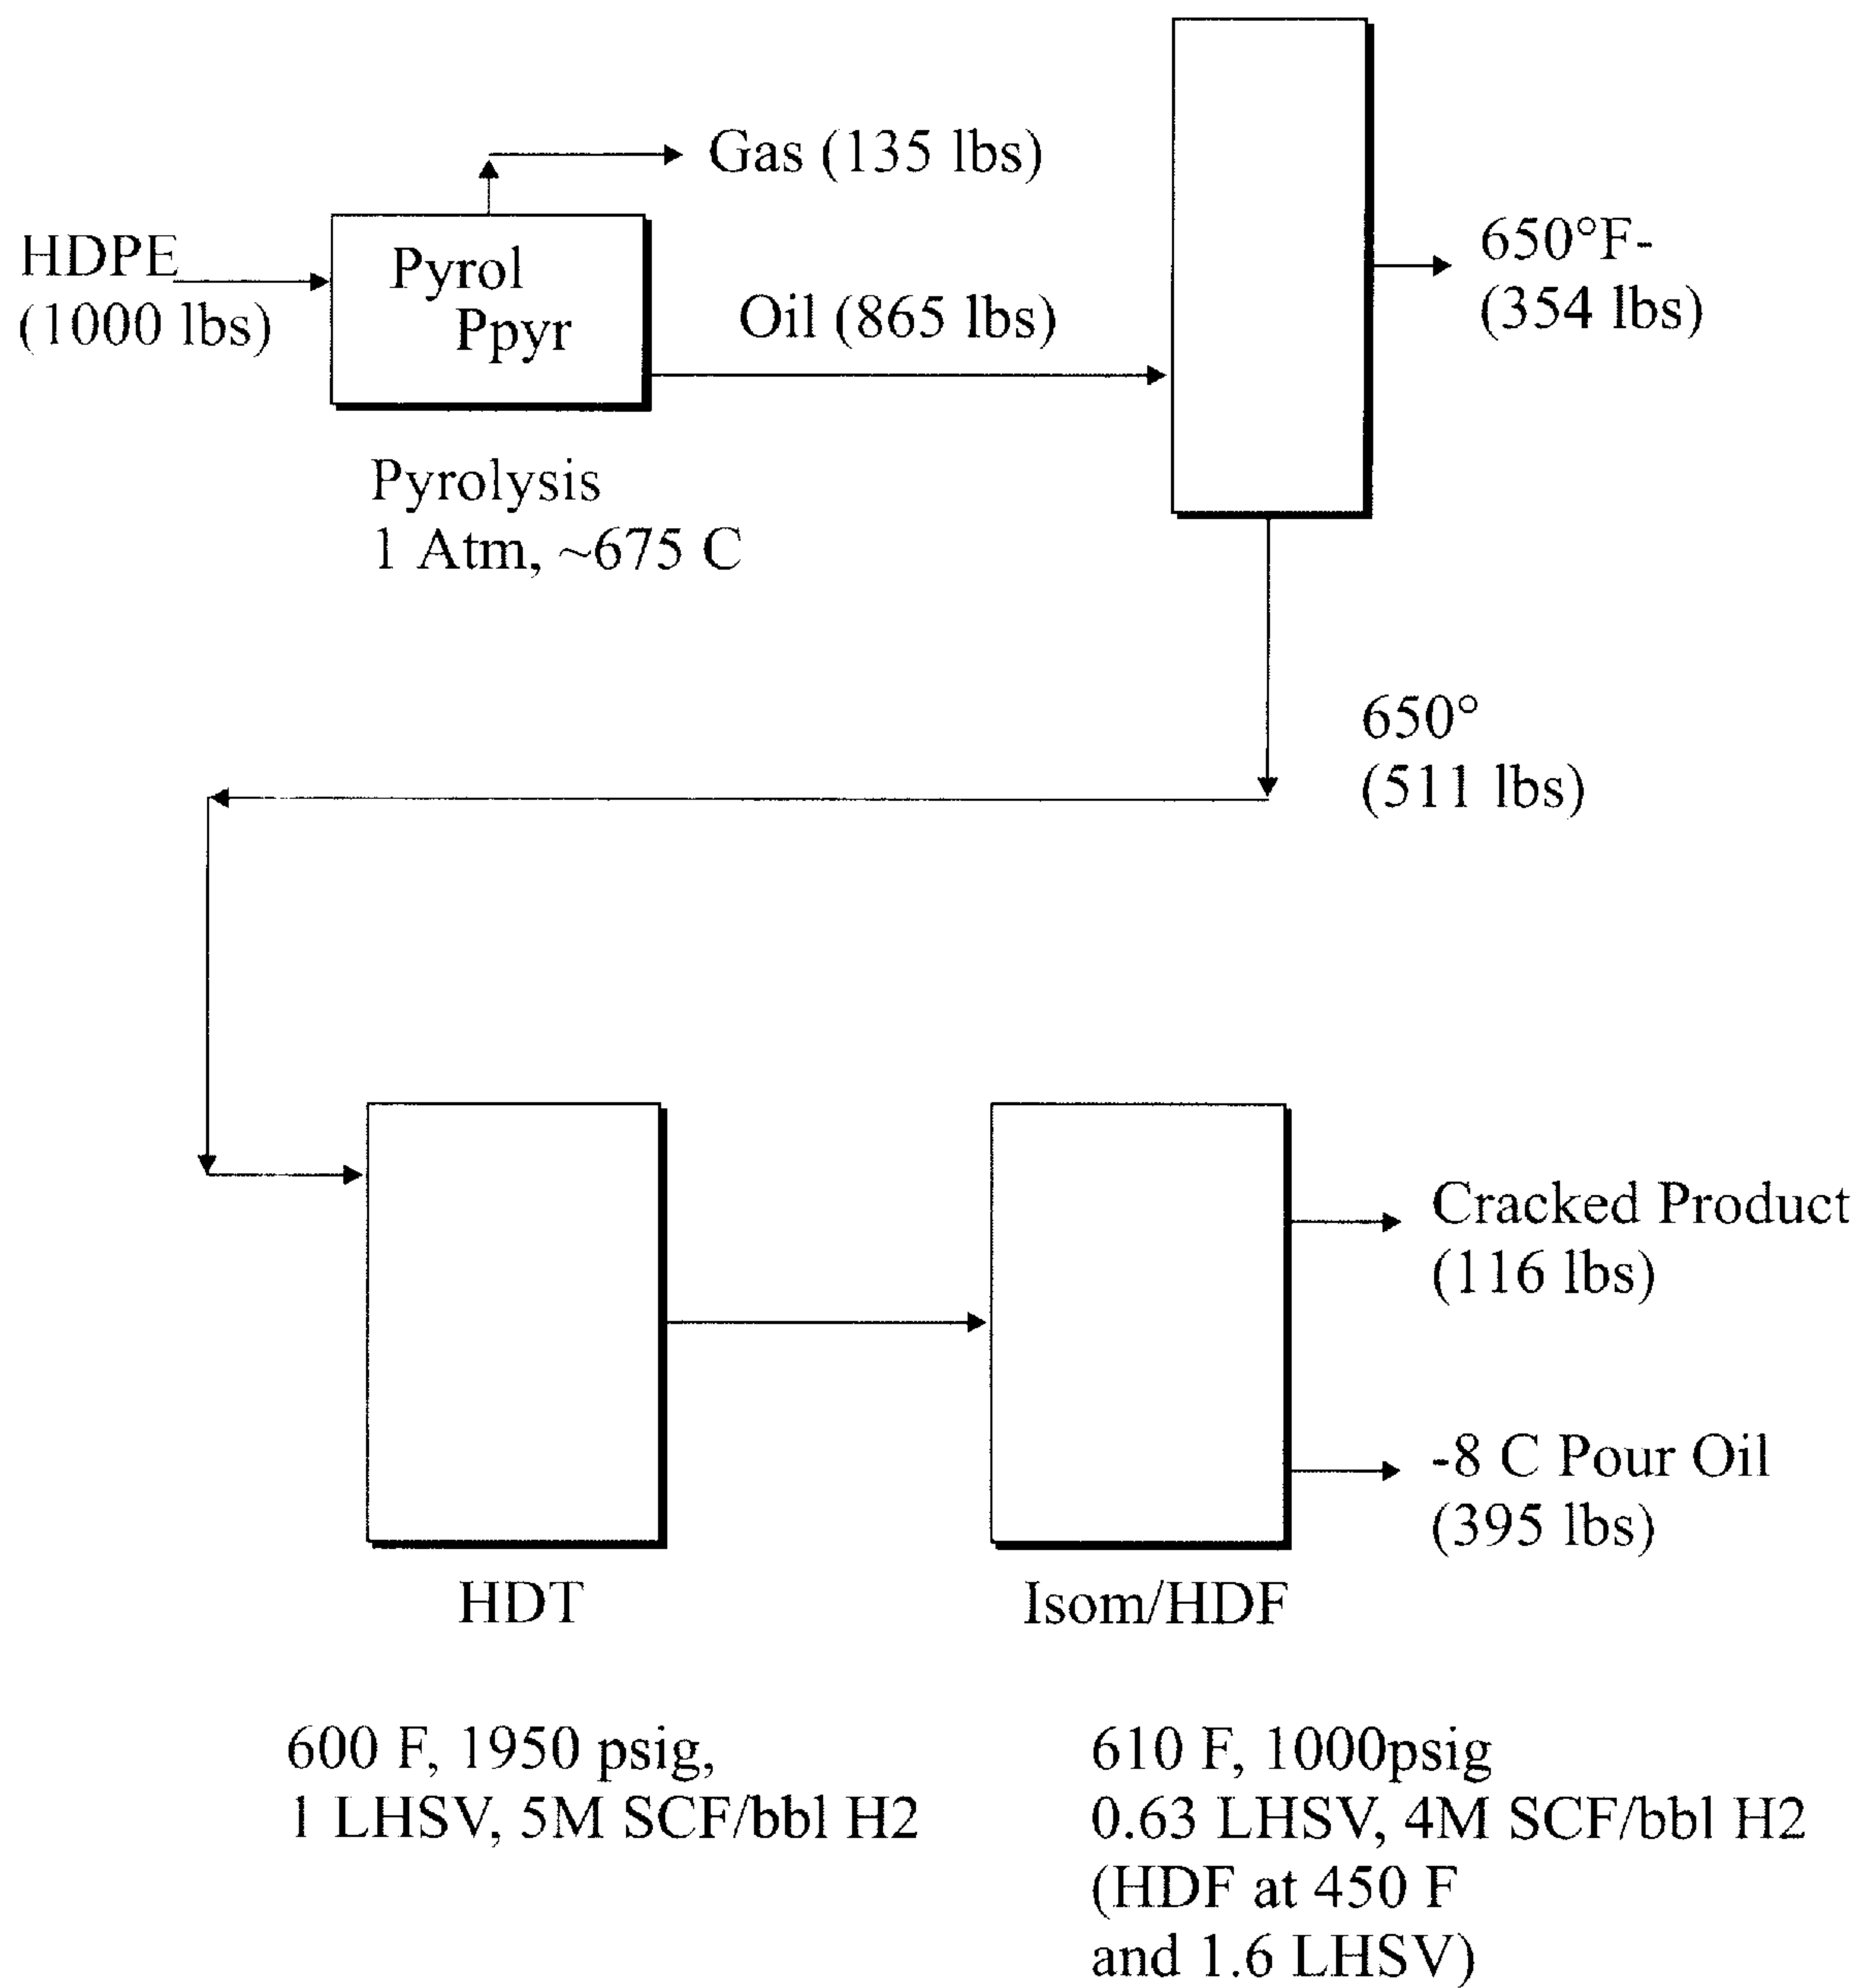 Gas (135 lbs)
HDPE
(1000 lbs)
Pyrol
Ppyr
Oil (865 lbs)
650°F-
(354 lbs)
Pyrolysis
1 Atm, ~675 C
650°
(511 lbs)
Cracked Product
(116 lbs)
-8 C Pour Oil
(395 lbs)
HDT
Isom/HDF
600 F, 1950 psig,
1 LHSV, 5M SCF/bbl H2
610 F, 1000psig
0.63 LHSV, 4M SCF/bbl H2
(HDF at 450 F
and 1.6 LHSV)